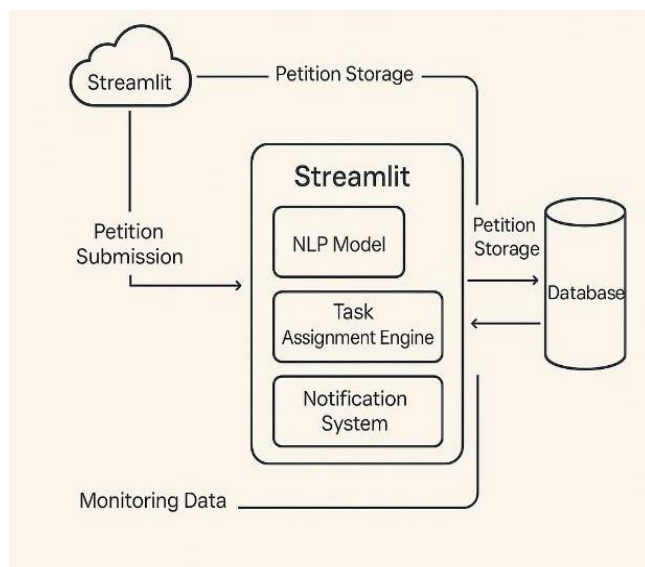 Streamlit
Petition Storage
Streamlit
NLP Model
Petition
Submission
Petition
Storage
Database
Task
Assignment Engine
Notification
System
Monitoring Data